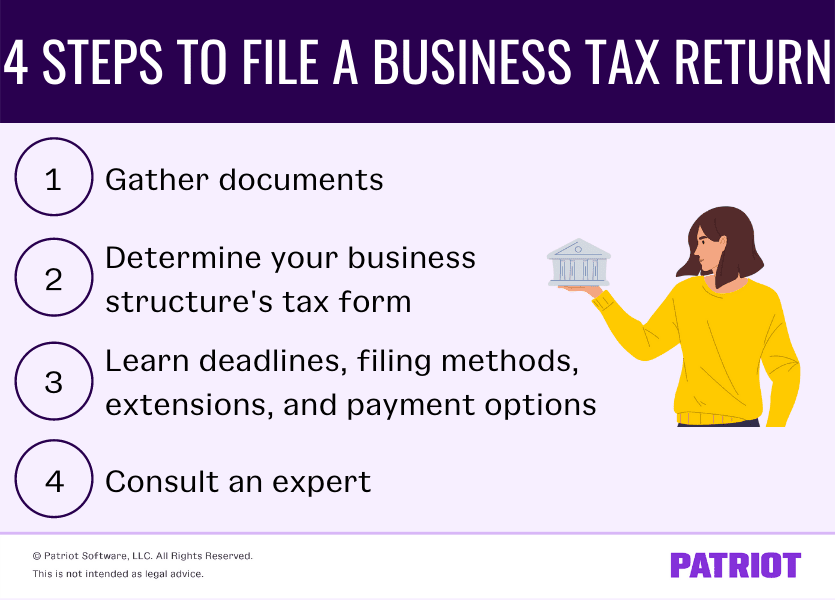 4 STEPS TO FILE A BUSINESS TAX RETURN
1
Gather documents
2
Determine your business
structure's tax form
3
Learn deadlines, filing methods,
extensions, and payment options
4
Consult an expert
© Patriot Software, LLC. All Rights Reserved.
This is not intended as legal advice.
PATRIOT